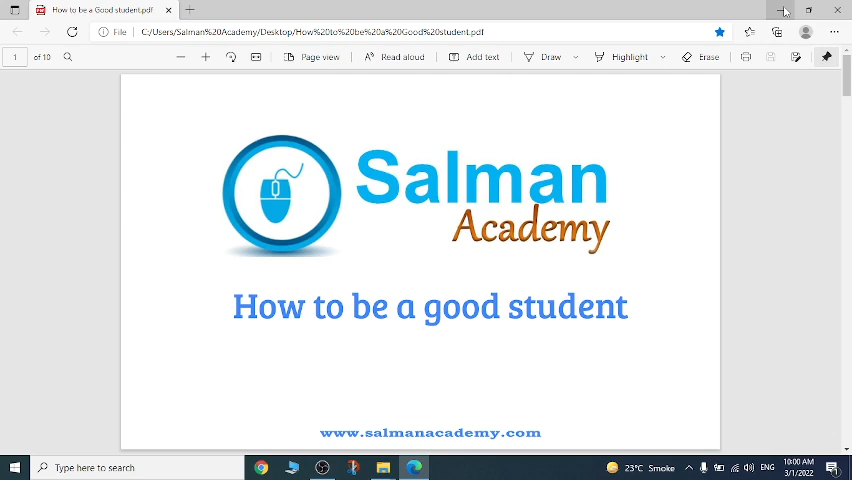 How to be a Good student.pdf
File C:/Users/Salman%20Academy/Desktop/How%20to%20be%20a%20Good%20student.pdf
1 of 10 Page view Read aloud Add text Draw Highlight Erase
Salman
Academy
How to be a good student
www.salmanacademy.com
Type here to search 23°C Smoke ENG 10:00 AM
3/1/2022